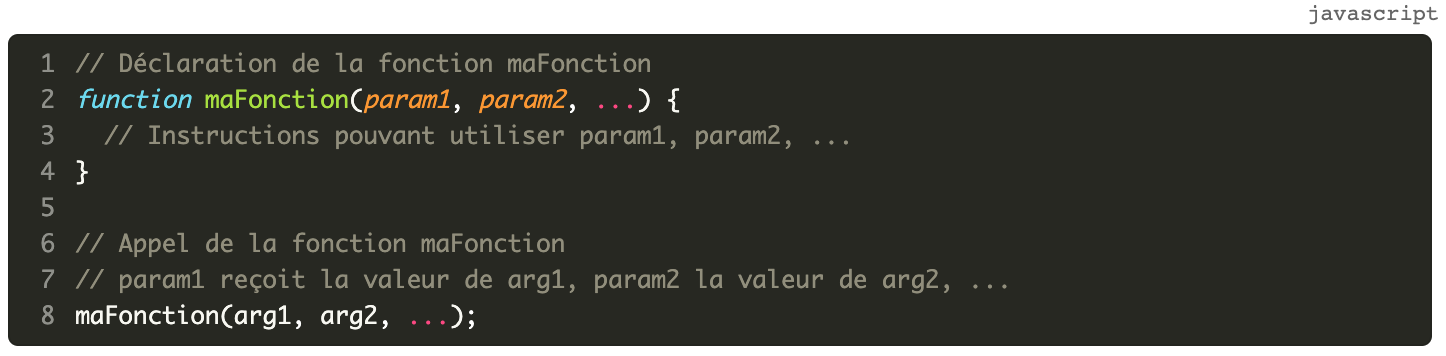 javascript
1 // Déclaration de la fonction maFonction
2 function maFonction(param1, param2, ...) {
3   // Instructions pouvant utiliser param1, param2, ...
4 }
5
6 // Appel de la fonction maFonction
7 // param1 reçoit la valeur de arg1, param2 la valeur de arg2, ...
8 maFonction(arg1, arg2, ...);